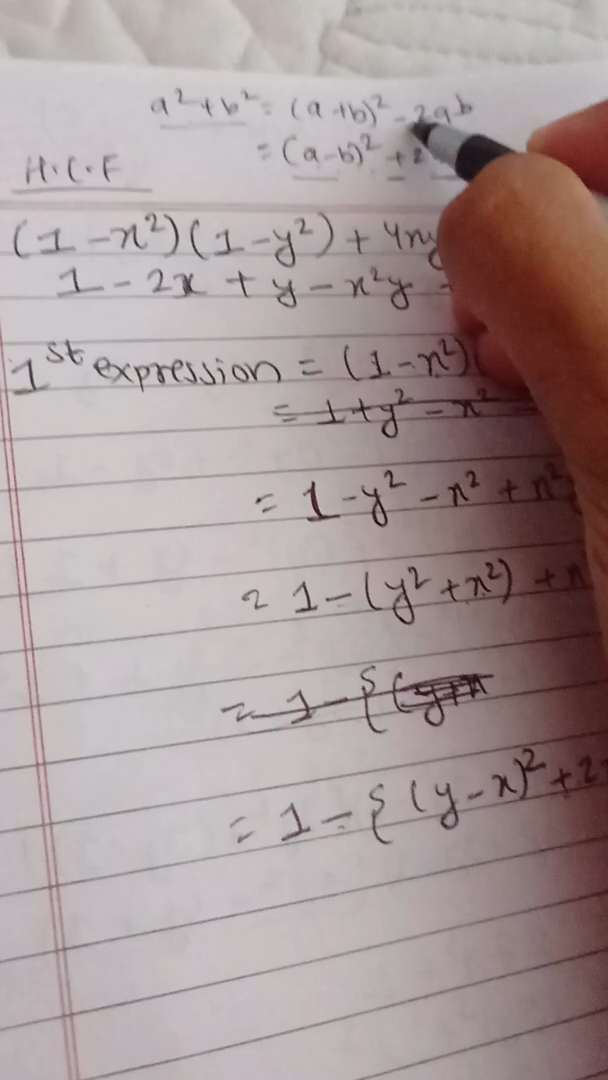 a² + b² = (a + b)² - 2ab
= (a - b)² + 2
H.C.F
(1 - x²)(1 - y²) + 4xy
1 - 2x + y - x²y
1st expression = (1 - x²)(
= 1 + y² - x²
= 1 - y² - x² + x²
= 1 - (y² + x²) +
= 1 - {(y + x
= 1 - {(y - x)² + 2